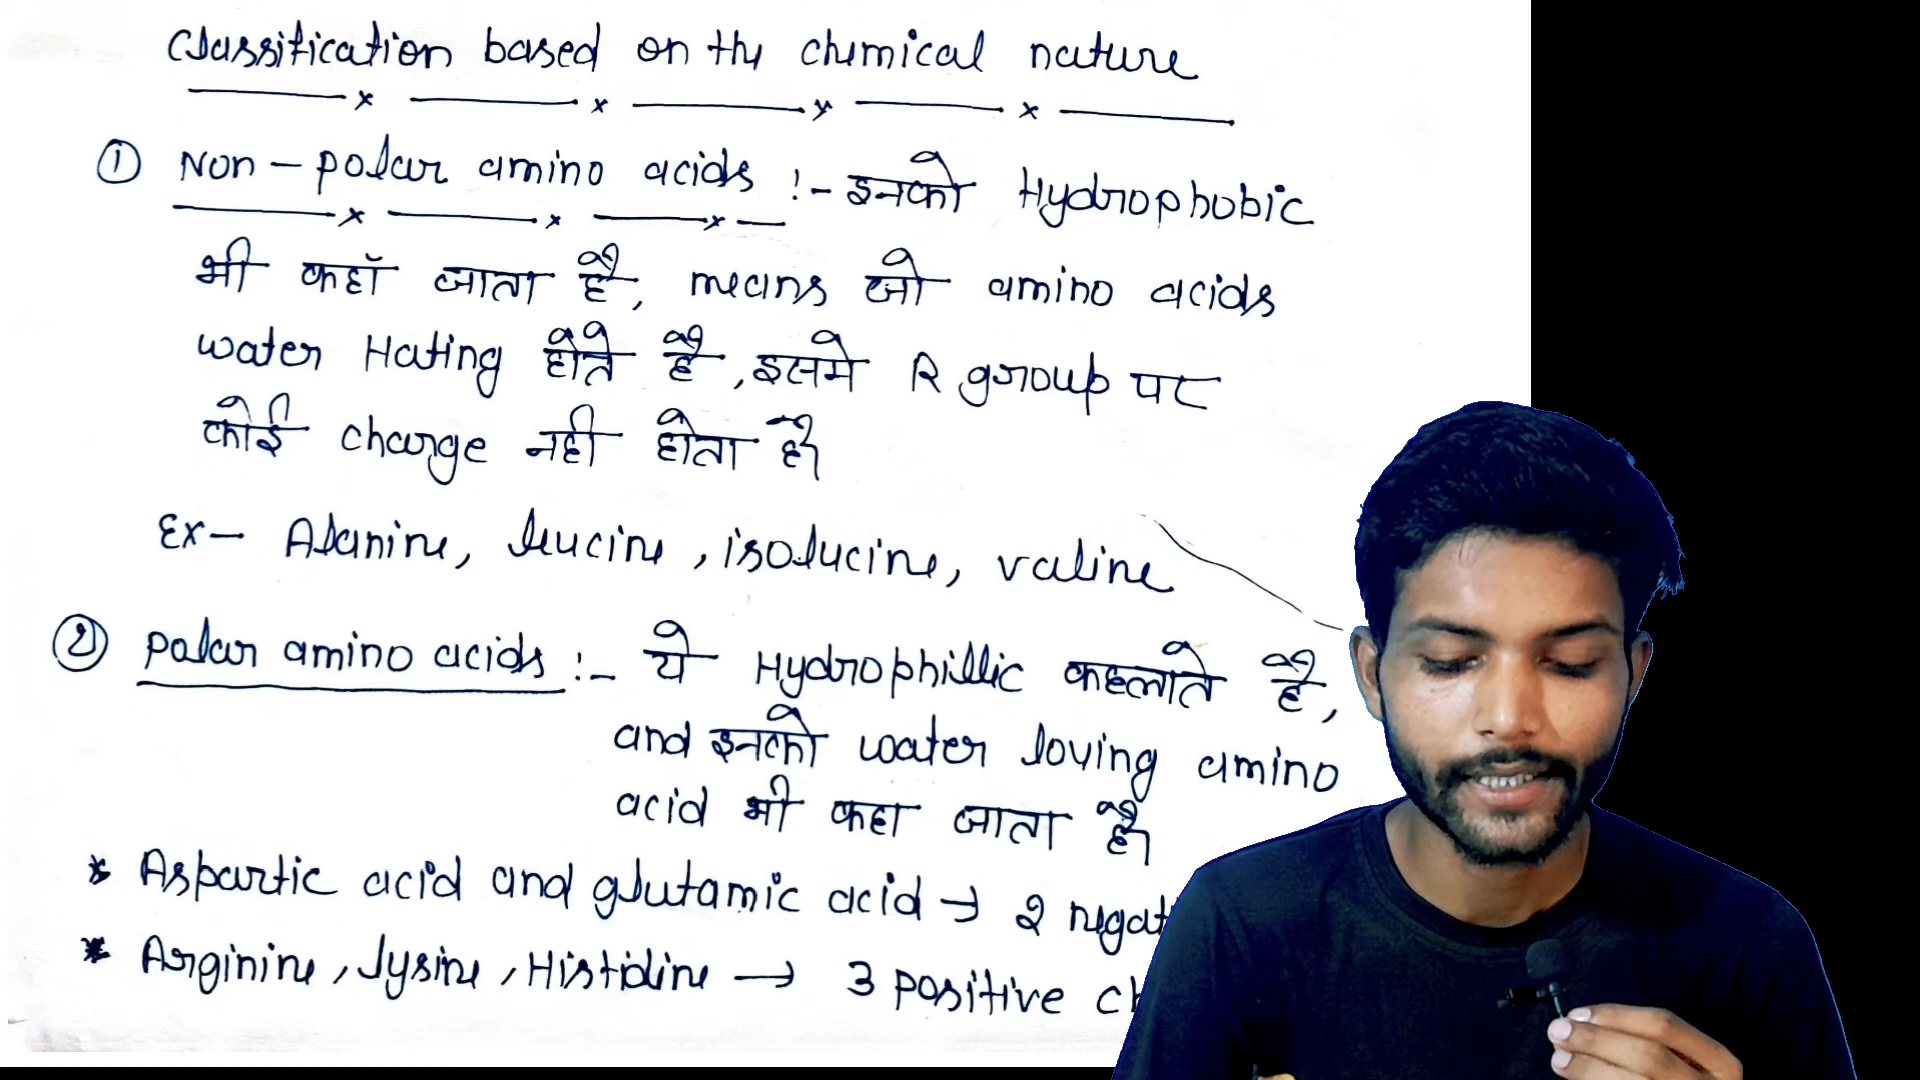 Classification based on the chemical nature
① Non-polar amino acids :- इनको Hydrophobic
भी कहाँ जाता है, means जो amino acids
water Hating होते है, इसमे R group पर
कोई charge नही होता है।
Ex- Alanine, leucine, isolucine, valine
② polar amino acids :- ये Hydrophillic कहलाते है,
and इनको water loving amino
acid भी कहा जाता है।
* Aspartic acid and glutamic acid → 2 negat
* Arginine, lysine, Histidine → 3 positive ch